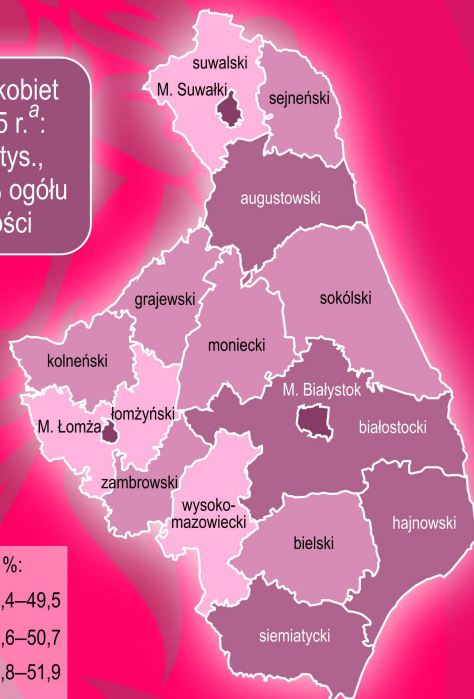 kobiet
5 r.ª:
tys.,
ogółu
ości
suwalski
M. Suwałki
sejneński
augustowski
grajewski
sokólski
moniecki
kolneński
M. Białystok
łomżyński
M. Łomża
białostocki
zambrowski
wysoko-
mazowiecki
hajnowski
bielski
siemiatycki
%:
,4–49,5
,6–50,7
,8–51,9